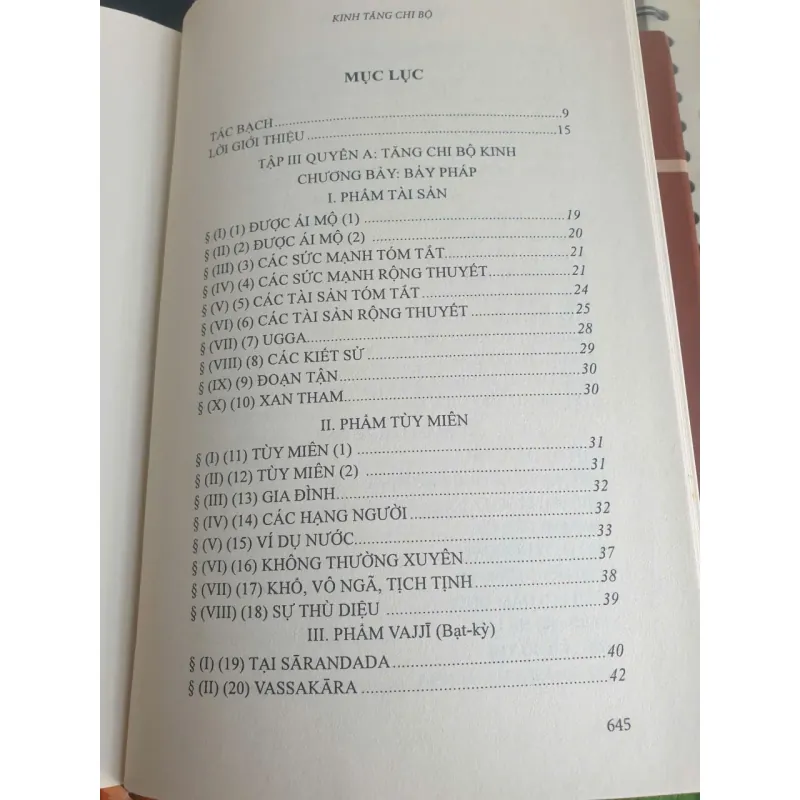 KINH TĂNG CHI BỘ
MỤC LỤC
TÁC BẠCH.................................................................9
LỜI GIỚI THIỆU.........................................................15
TẬP III QUYỂN A: TĂNG CHI BỘ KINH
CHƯƠNG BẢY: BẢY PHÁP
I. PHẨM TÀI SẢN
§ (I) (1) ĐƯỢC ÁI MỘ (1) ...............................19
§ (II) (2) ĐƯỢC ÁI MỘ (2) ...............................20
§ (III) (3) CÁC SỨC MẠNH TÓM TẮT....................21
§ (IV) (4) CÁC SỨC MẠNH RỘNG THUYẾT..............21
§ (V) (5) CÁC TÀI SẢN TÓM TẮT.........................24
§ (VI) (6) CÁC TÀI SẢN RỘNG THUYẾT.................25
§ (VII) (7) UGGA...........................................28
§ (VIII) (8) CÁC KIẾT SỬ .................................29
§ (IX) (9) ĐOẠN TẬN......................................30
§ (X) (10) XAN THAM.....................................30
II. PHẨM TÙY MIÊN
§ (I) (11) TÙY MIÊN (1) ..................................31
§ (II) (12) TÙY MIÊN (2) .................................31
§ (III) (13) GIA ĐÌNH......................................32
§ (IV) (14) CÁC HẠNG NGƯỜI...........................32
§ (V) (15) VÍ DỤ NƯỚC...................................33
§ (VI) (16) KHÔNG THƯỜNG XUYÊN...................37
§ (VII) (17) KHỔ, VÔ NGÃ, TỊCH TỊNH.................38
§ (VIII) (18) SỰ THÙ DIỆU ..............................39
III. PHẨM VAJJĪ (Bạt-kỳ)
§ (I) (19) TẠI SĀRANDADA..............................40
§ (II) (20) VASSAKĀRA...................................42
645